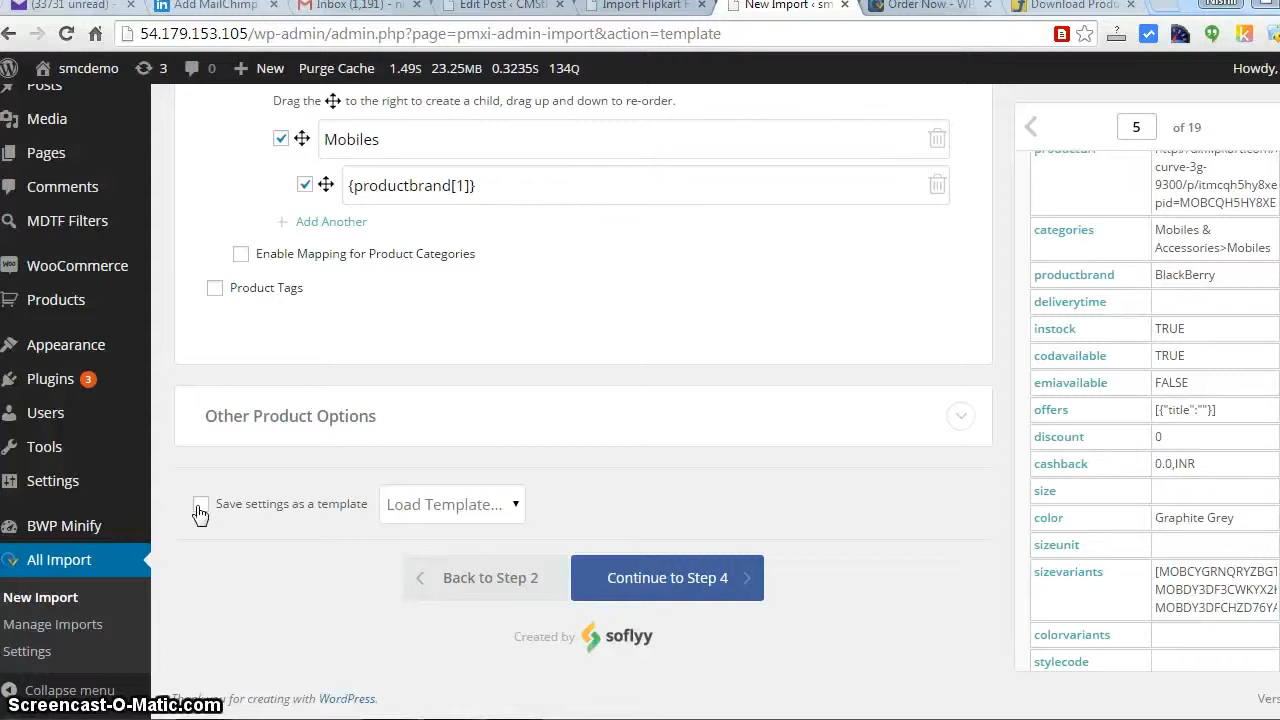 (33731 unread) -
Add MailChimp
Inbox (1,191) - ni
Edit Post ‹ CMSti
Import Flipkart F
New Import ‹ sm
Order Now - WP
Download Produ
54.179.153.105/wp-admin/admin.php?page=pmxi-admin-import&action=template
smcdemo 3 0 New Purge Cache 1.49S 23.25MB 0.3235S 134Q Howdy,
Posts
Media
Pages
Comments
MDTF Filters
WooCommerce
Products
Appearance
Plugins 3
Users
Tools
Settings
BWP Minify
All Import
New Import
Manage Imports
Settings
Collapse menu
Drag the to the right to create a child, drag up and down to re-order.
Mobiles
{productbrand[1]}
+ Add Another
Enable Mapping for Product Categories
Product Tags
Other Product Options
Save settings as a template Load Template...
Back to Step 2 Continue to Step 4
Created by soflyy
Thank you for creating with WordPress.
Vers
5 of 19
curve-3g-
9300/p/itmcqh5hy8xe
pid=MOBCQH5HY8XE
categories Mobiles &
Accessories>Mobiles
productbrand BlackBerry
deliverytime
instock TRUE
codavailable TRUE
emiavailable FALSE
offers [{"title":""}]
discount 0
cashback 0.0,INR
size
color Graphite Grey
sizeunit
sizevariants [MOBCYGRNQRYZBGT
MOBDY3DF3CWKYX2H
MOBDY3DFCHZD76YA
colorvariants
stylecode
Screencast-O-Matic.com